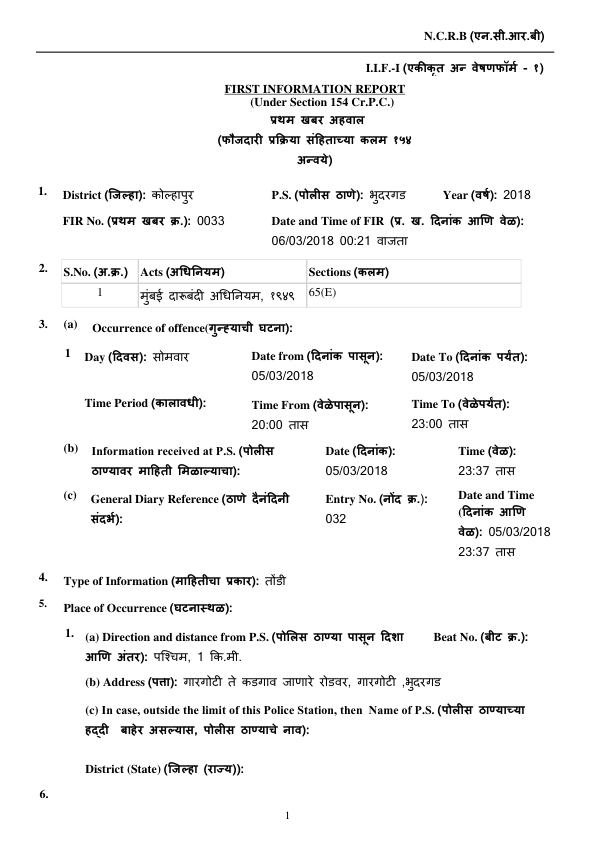 N.C.R.B (एन.सी.आर.बी)
I.I.F.-I (एकीकृत अन्वेषणफॉर्म - १)
FIRST INFORMATION REPORT
(Under Section 154 Cr.P.C.)
प्रथम खबर अहवाल
(फौजदारी प्रक्रिया संहिताच्या कलम १५४
अन्वये)
1. District (जिल्हा): कोल्हापुर P.S. (पोलीस ठाणे): भुदरगड Year (वर्ष): 2018
FIR No. (प्रथम खबर क्र.): 0033 Date and Time of FIR (प्र. ख. दिनांक आणि वेळ):
06/03/2018 00:21 वाजता
2. S.No. (अ.क्र.) Acts (अधिनियम) Sections (कलम)
1 मुंबई दारूबंदी अधिनियम, १९४९ 65(E)
3. (a) Occurrence of offence(गुन्ह्याची घटना):
1 Day (दिवस): सोमवार Date from (दिनांक पासून): Date To (दिनांक पर्यंत):
05/03/2018 05/03/2018
Time Period (कालावधी): Time From (वेळेपासून): Time To (वेळेपर्यंत):
20:00 तास 23:00 तास
(b) Information received at P.S. (पोलीस Date (दिनांक): Time (वेळ):
ठाण्यावर माहिती मिळाल्याचा): 05/03/2018 23:37 तास
(c) General Diary Reference (ठाणे दैनंदिनी Entry No. (नोंद क्र.): Date and Time
संदर्भ): 032 (दिनांक आणि
वेळ): 05/03/2018
23:37 तास
4. Type of Information (माहितीचा प्रकार): तोंडी
5. Place of Occurrence (घटनास्थळ):
1. (a) Direction and distance from P.S. (पोलिस ठाण्या पासून दिशा Beat No. (बीट क्र.):
आणि अंतर): पश्चिम, 1 कि.मी.
(b) Address (पत्ता): गारगोटी ते कडगाव जाणारे रोडवर, गारगोटी ,भुदरगड
(c) In case, outside the limit of this Police Station, then Name of P.S. (पोलीस ठाण्याच्या
हद्दी बाहेर असल्यास, पोलीस ठाण्याचे नाव):
District (State) (जिल्हा (राज्य)):
6.
1